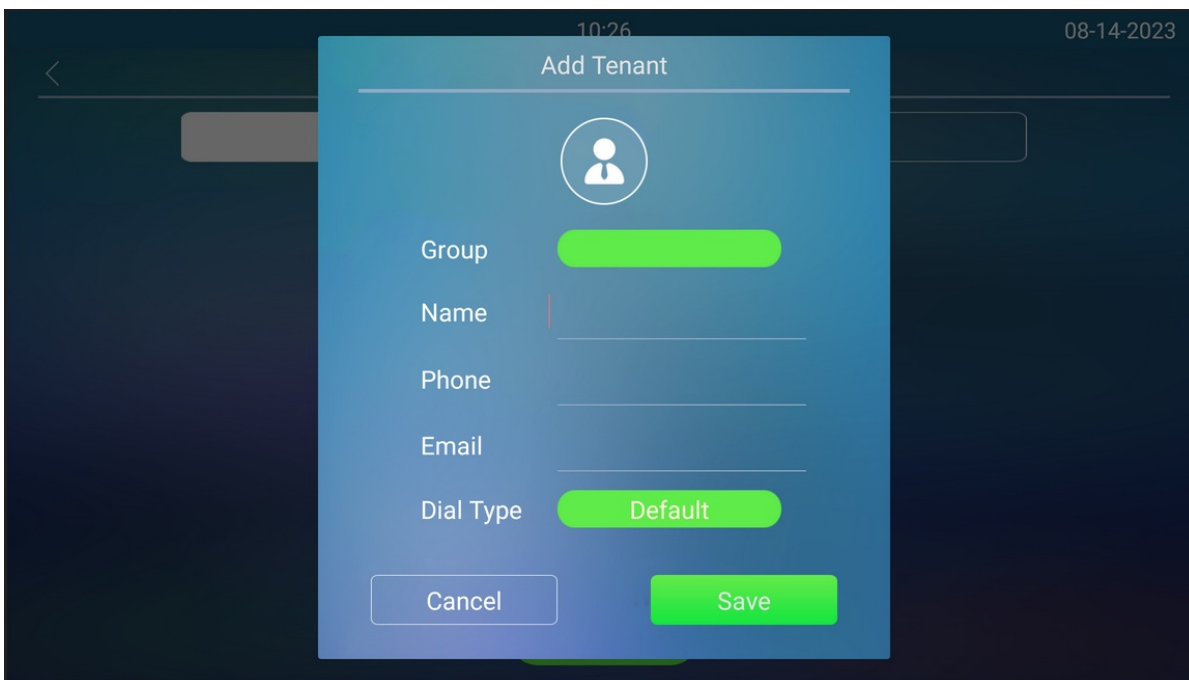 10:26
08-14-2023
Add Tenant
Group
Name
Phone
Email
Dial Type Default
Cancel Save